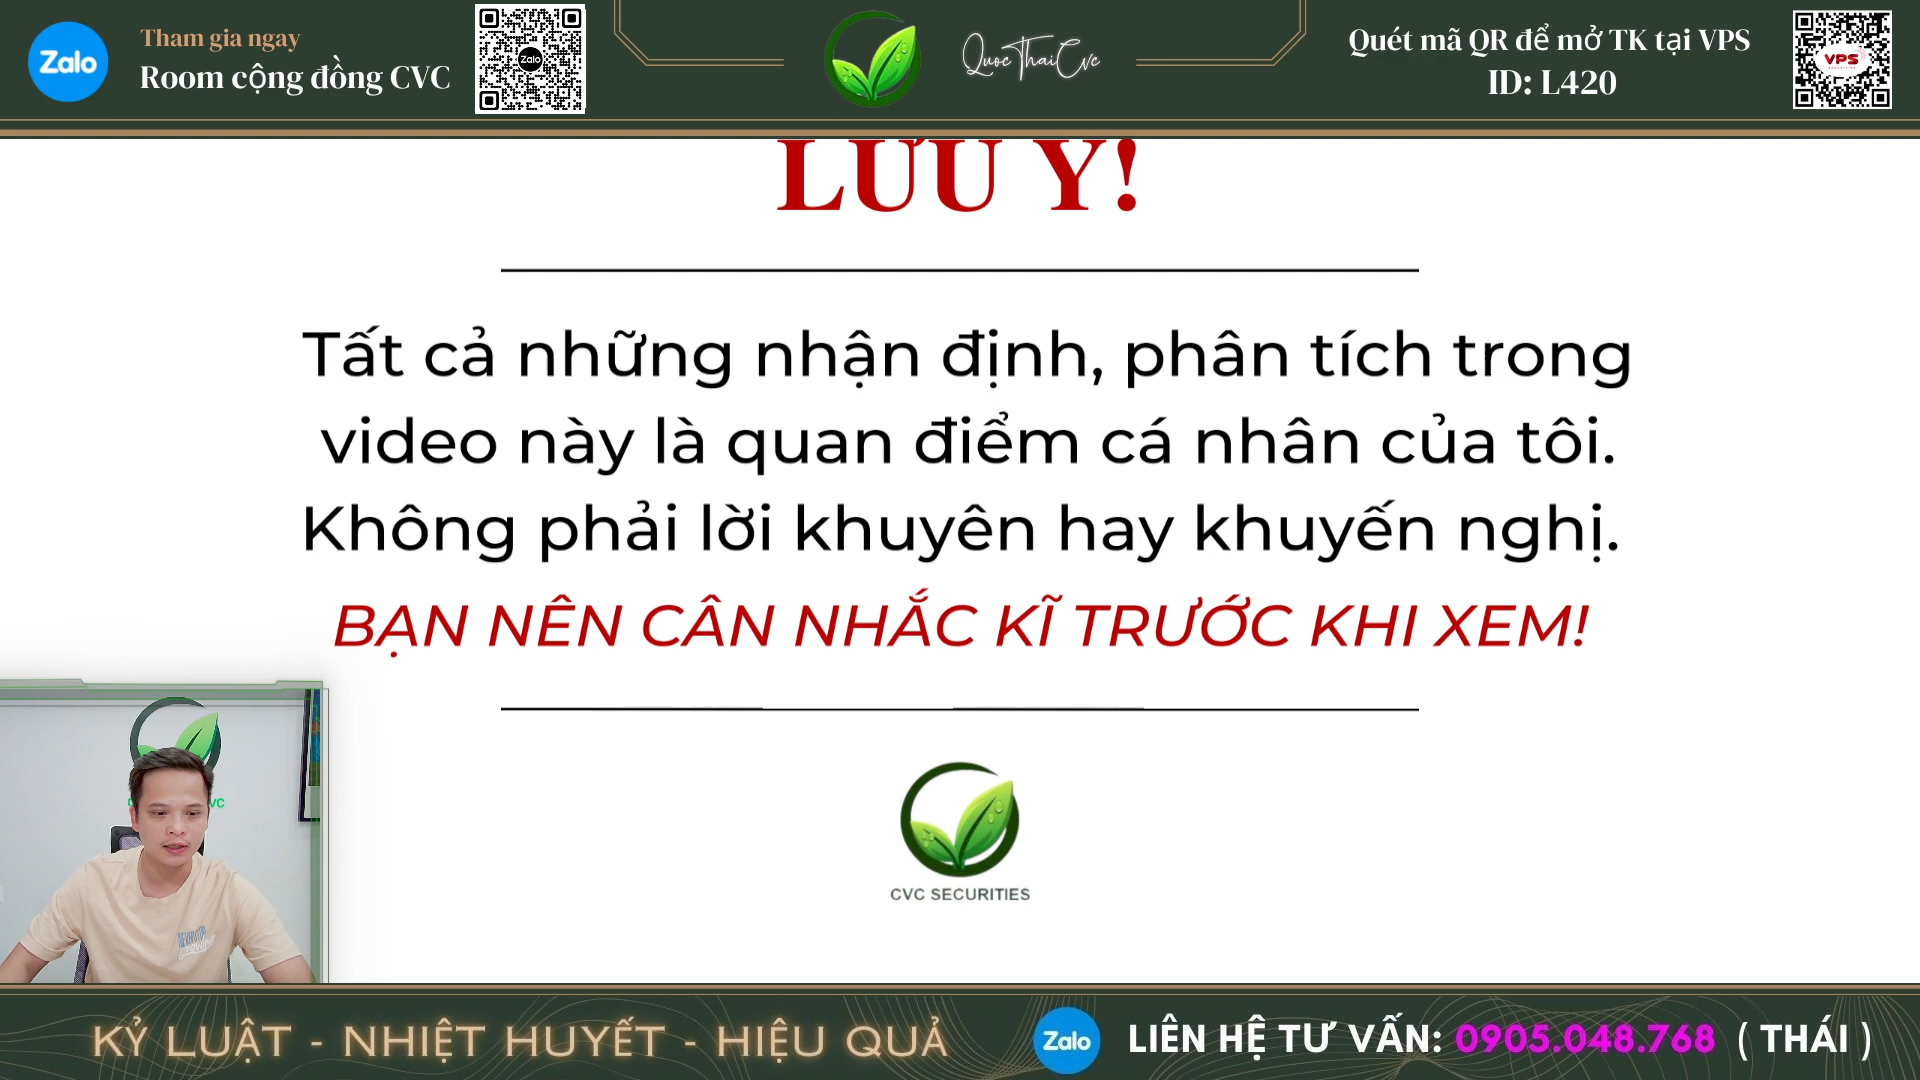 Zalo
Tham gia ngay
Room cộng đồng CVC
Zalo
QuocThaiCvc
Quét mã QR để mở TK tại VPS
ID: L420
VPS
LƯU Ý!
Tất cả những nhận định, phân tích trong
video này là quan điểm cá nhân của tôi.
Không phải lời khuyên hay khuyến nghị.
BẠN NÊN CÂN NHẮC KĨ TRƯỚC KHI XEM!
VC
CVC SECURITIES
KỶ LUẬT - NHIỆT HUYẾT - HIỆU QUẢ
Zalo
LIÊN HỆ TƯ VẤN: 0905.048.768 ( THÁI )